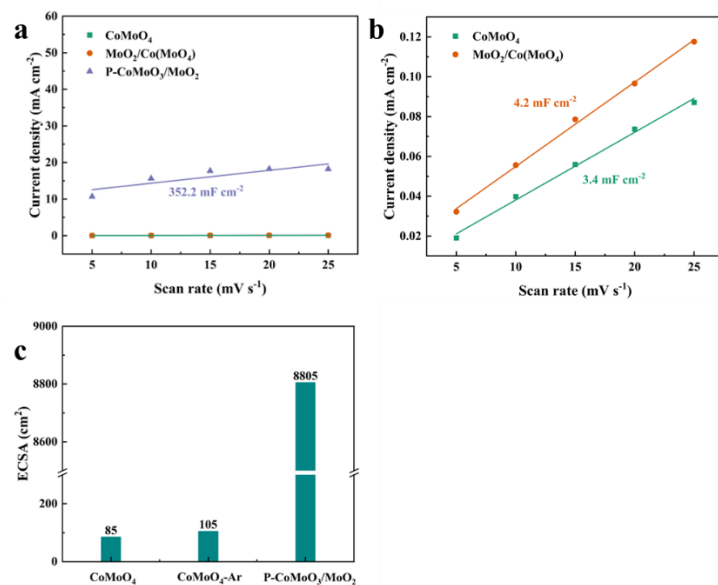 a
CoMoO₄
MoO₂/Co(MoO₄)
P-CoMoO₃/MoO₂
352.2 mF cm⁻²
Current density (mA cm⁻²)
60
50
40
30
20
10
0
5 10 15 20 25
Scan rate (mV s⁻¹)
b
CoMoO₄
MoO₂/Co(MoO₄)
4.2 mF cm⁻²
3.4 mF cm⁻²
Current density (mA cm⁻²)
0.12
0.10
0.08
0.06
0.04
0.02
5 10 15 20 25
Scan rate (mV s⁻¹)
c
ECSA (cm²)
9000
8800
8600
200
0
85
105
8805
CoMoO₄ CoMoO₄-Ar P-CoMoO₃/MoO₂